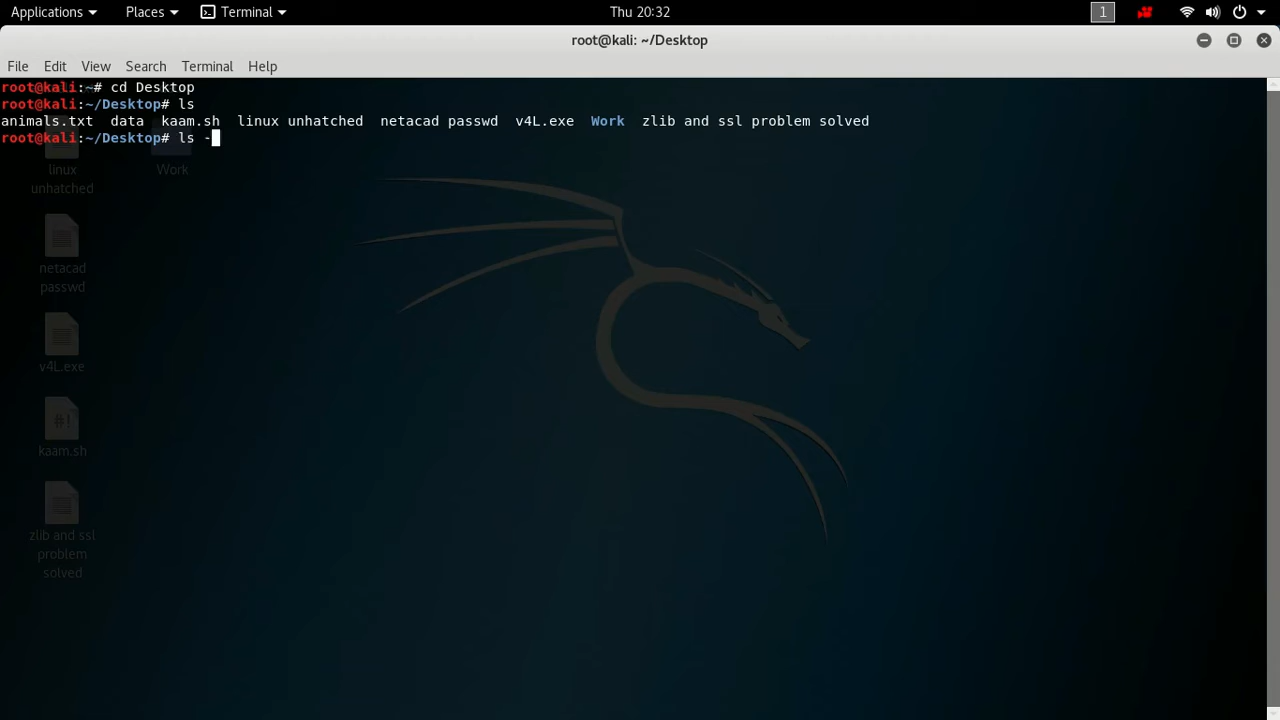 Applications Places Terminal Thu 20:32 1
root@kali: ~/Desktop
File Edit View Search Terminal Help
root@kali:~# cd Desktop
root@kali:~/Desktop# ls
animals.txt  data  kaam.sh  linux unhatched  netacad passwd  v4L.exe  Work  zlib and ssl problem solved
root@kali:~/Desktop# ls -
linux
unhatched
Work
netacad
passwd
v4L.exe
#!
kaam.sh
zlib and ssl
problem
solved